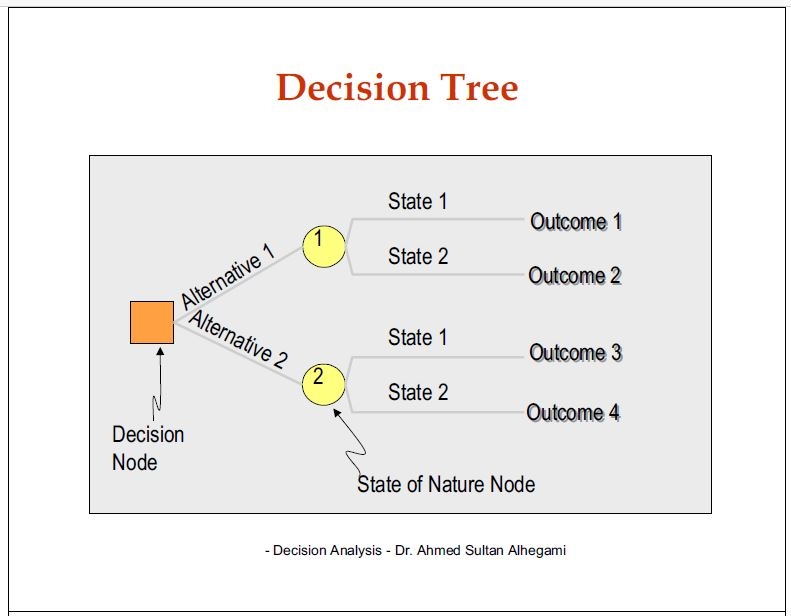 Decision Tree
State 1
Outcome 1
1
Alternative 1
State 2
Outcome 2
Alternative 2
State 1
Outcome 3
2
State 2
Outcome 4
Decision
Node
State of Nature Node
- Decision Analysis - Dr. Ahmed Sultan Alhegami